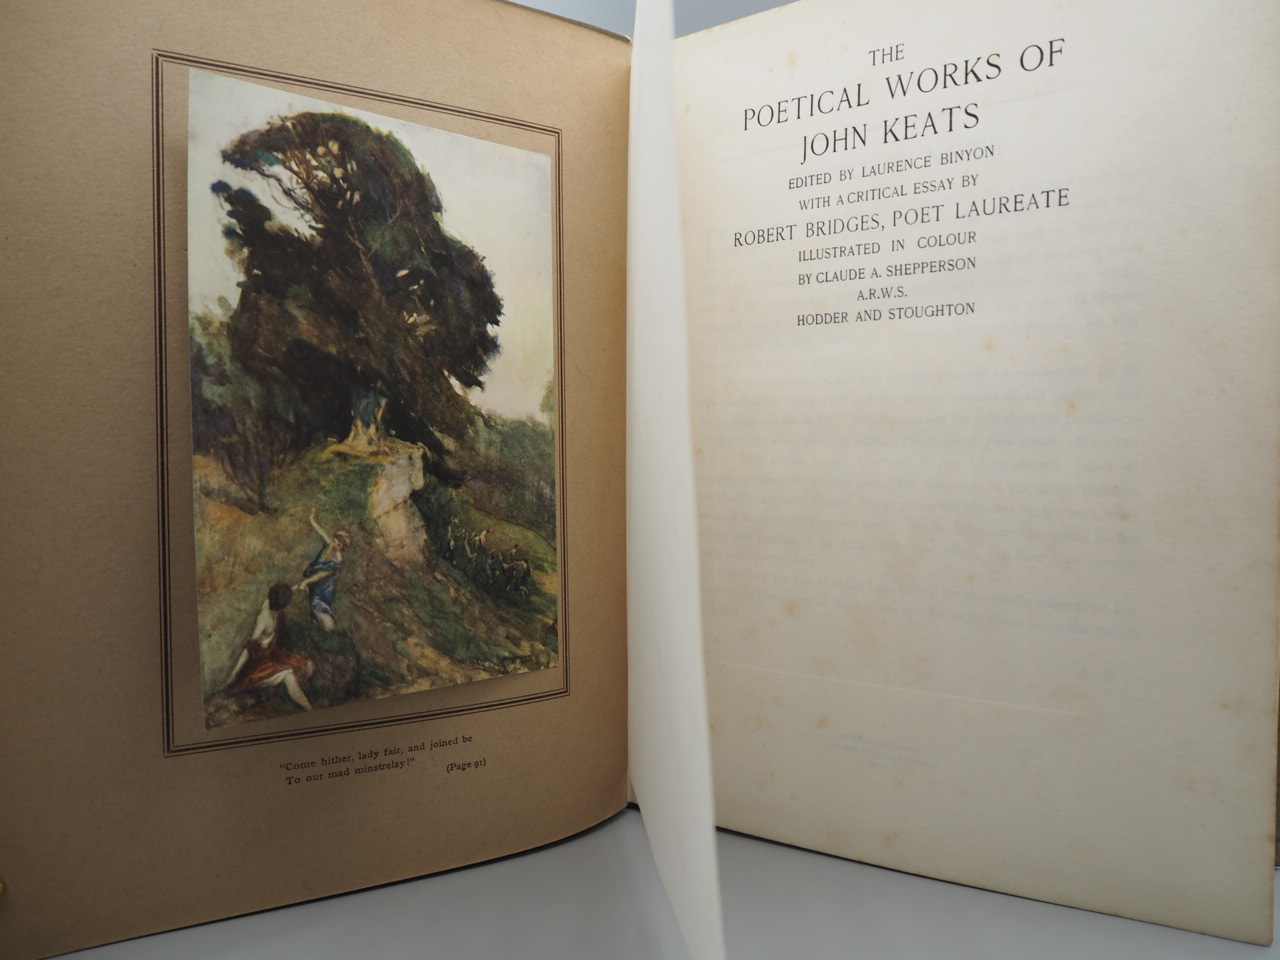 "Come hither, lady fair, and joined be
To our mad minstrelsy!" (Page 91)
THE
POETICAL WORKS OF
JOHN KEATS
EDITED BY LAURENCE BINYON
WITH A CRITICAL ESSAY BY
ROBERT BRIDGES, POET LAUREATE
ILLUSTRATED IN COLOUR
BY CLAUDE A. SHEPPERSON
A.R.W.S.
HODDER AND STOUGHTON